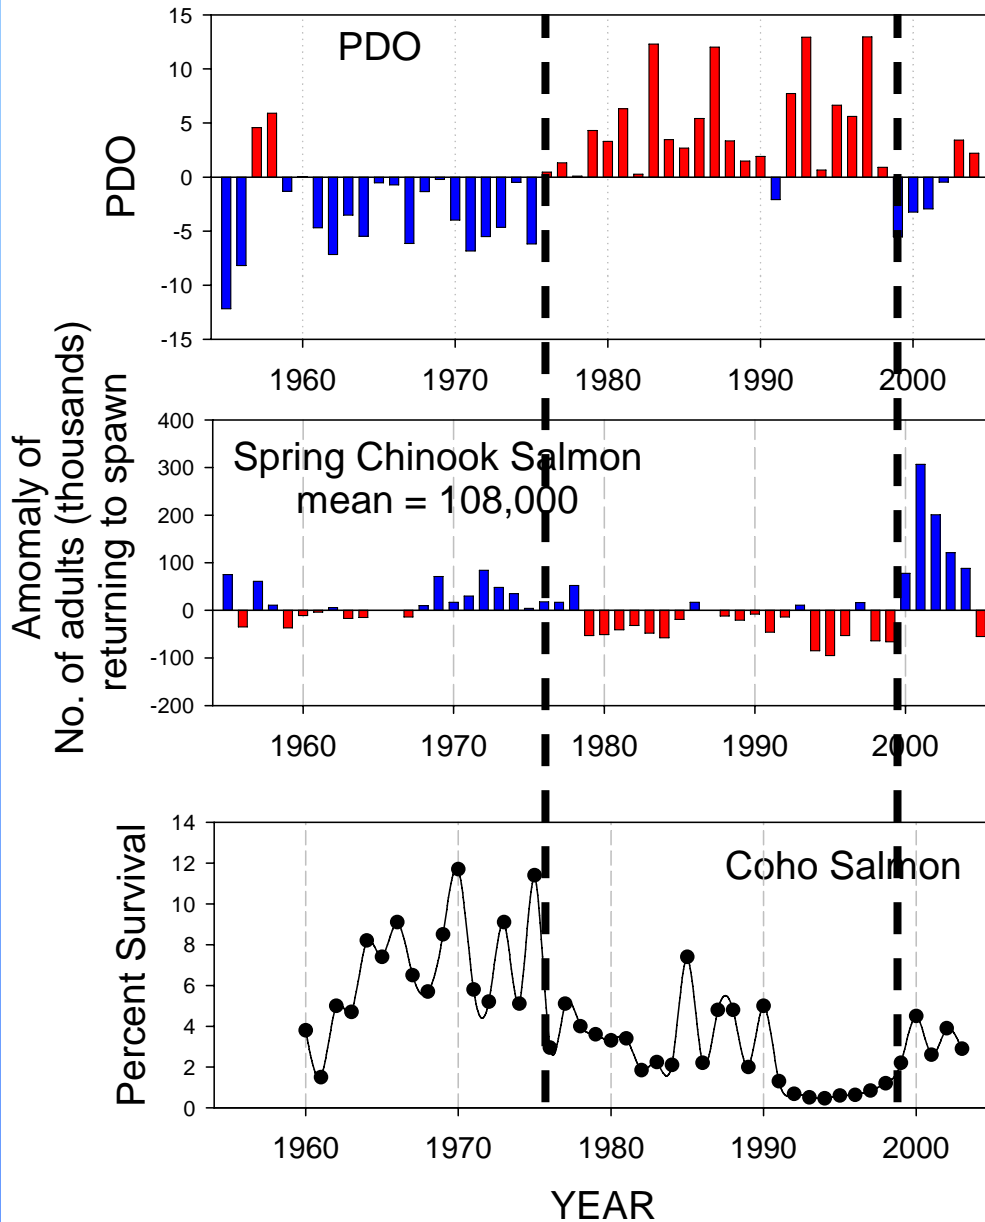 PDO
PDO
15
10
5
0
-5
-10
-15
1960 1970 1980 1990 2000
Amomaly of
No. of adults (thousands)
returning to spawn
Spring Chinook Salmon
mean = 108,000
400
300
200
100
0
-100
-200
1960 1970 1980 1990 2000
Percent Survival
Coho Salmon
14
12
10
8
6
4
2
0
1960 1970 1980 1990 2000
YEAR